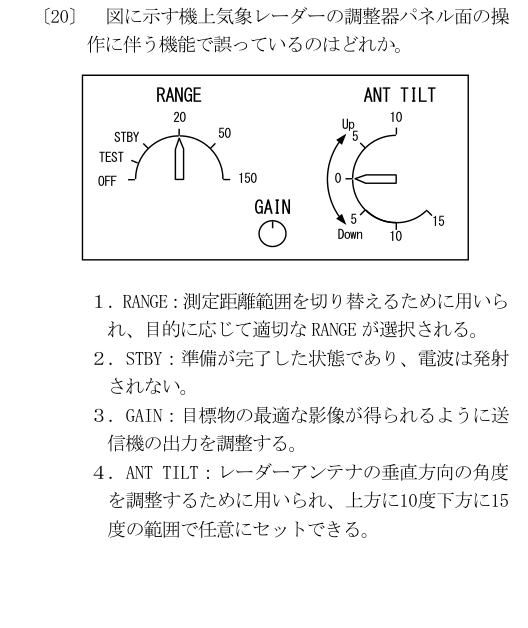 〔20〕　図に示す機上気象レーダーの調整器パネル面の操
作に伴う機能で誤っているのはどれか。
RANGE
ANT TILT
20
10
STBY
50
Up
5
TEST
OFF
150
0
GAIN
5
15
Down
10
１．RANGE：測定距離範囲を切り替えるために用いら
れ、目的に応じて適切な RANGE が選択される。
２．STBY：準備が完了した状態であり、電波は発射
されない。
３．GAIN：目標物の最適な影像が得られるように送
信機の出力を調整する。
４．ANT TILT：レーダーアンテナの垂直方向の角度
を調整するために用いられ、上方に10度下方に15
度の範囲で任意にセットできる。